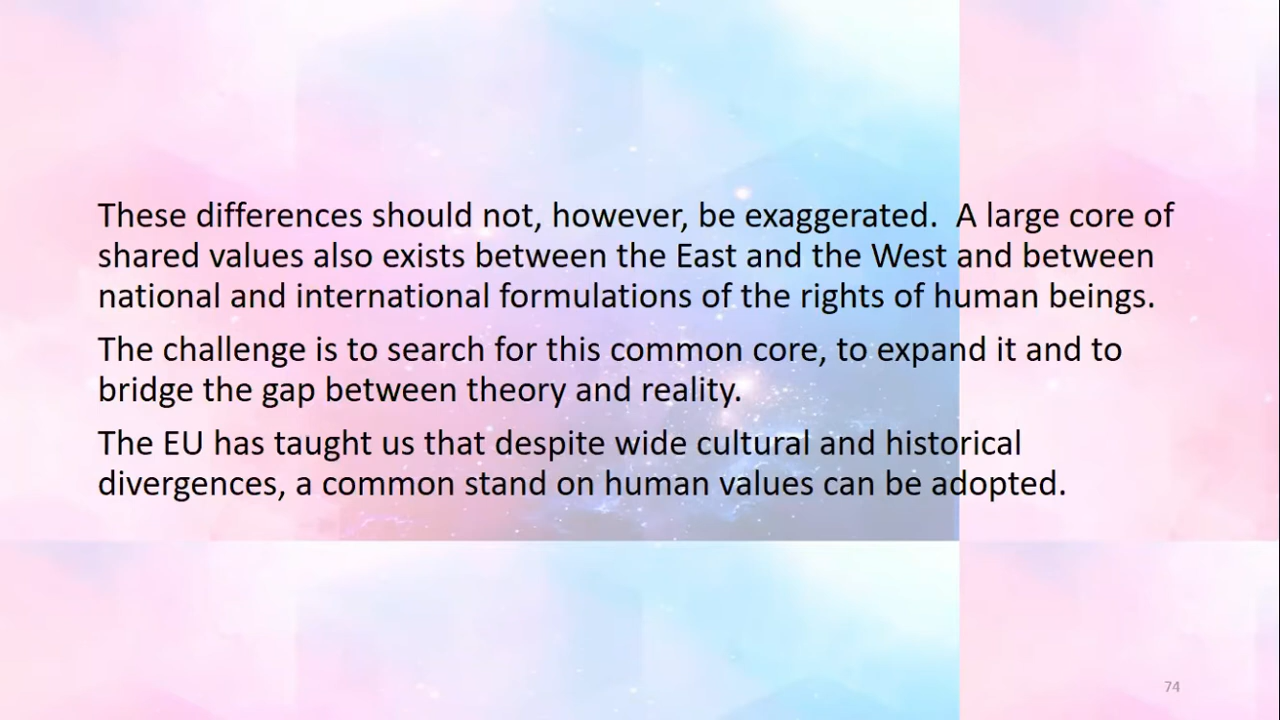 These differences should not, however, be exaggerated.  A large core of
shared values also exists between the East and the West and between
national and international formulations of the rights of human beings.
The challenge is to search for this common core, to expand it and to
bridge the gap between theory and reality.
The EU has taught us that despite wide cultural and historical
divergences, a common stand on human values can be adopted.
74